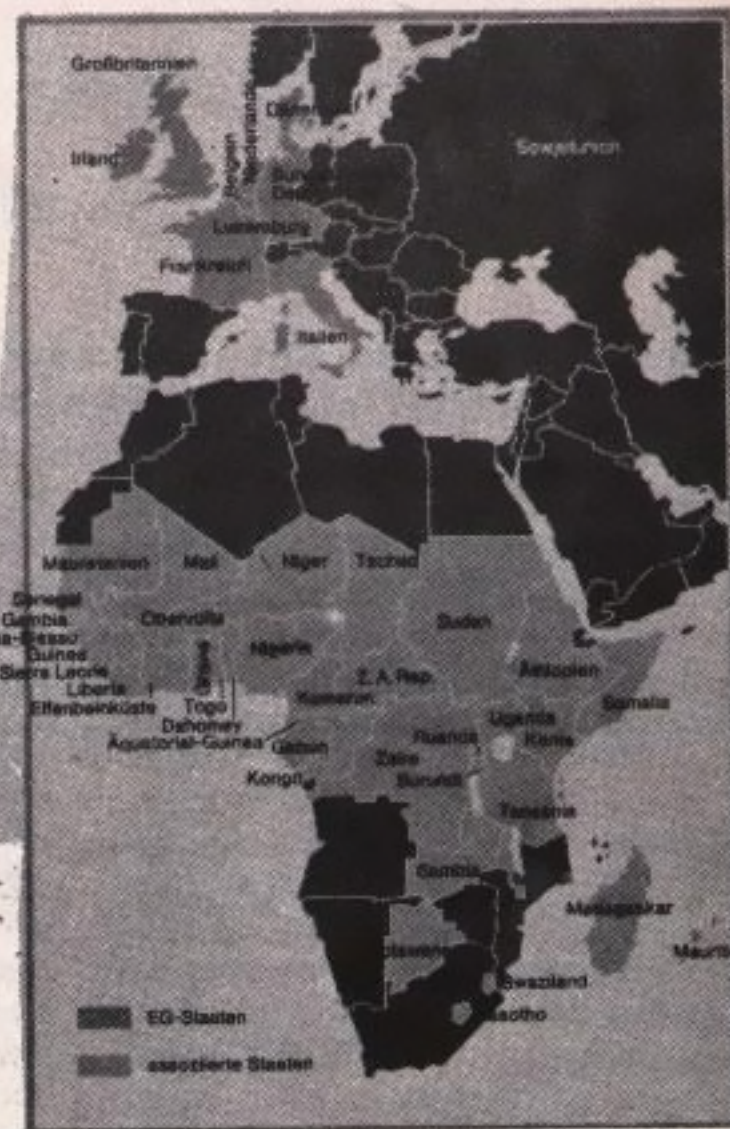 Großbritannien
Irland
Belgien
Niederlande
Sowjetunion
Luxemburg
Frankreich
Italien
Mauretanien
Mali
Niger
Tschad
Senegal
Gambia
Obervolta
Sudan
Guinea
Nigeria
Sierra Leone
Z. A. Rep.
Äthiopien
Liberia
Kamerun
Somalia
Elfenbeinküste
Togo
Dahomey
Uganda
Äquatorial-Guinea
Gabun
Ruanda
Kenia
Zaire
Kongo
Burundi
Tansania
Sambia
Madagaskar
Swaziland
EG-Staaten
assoziierte Staaten